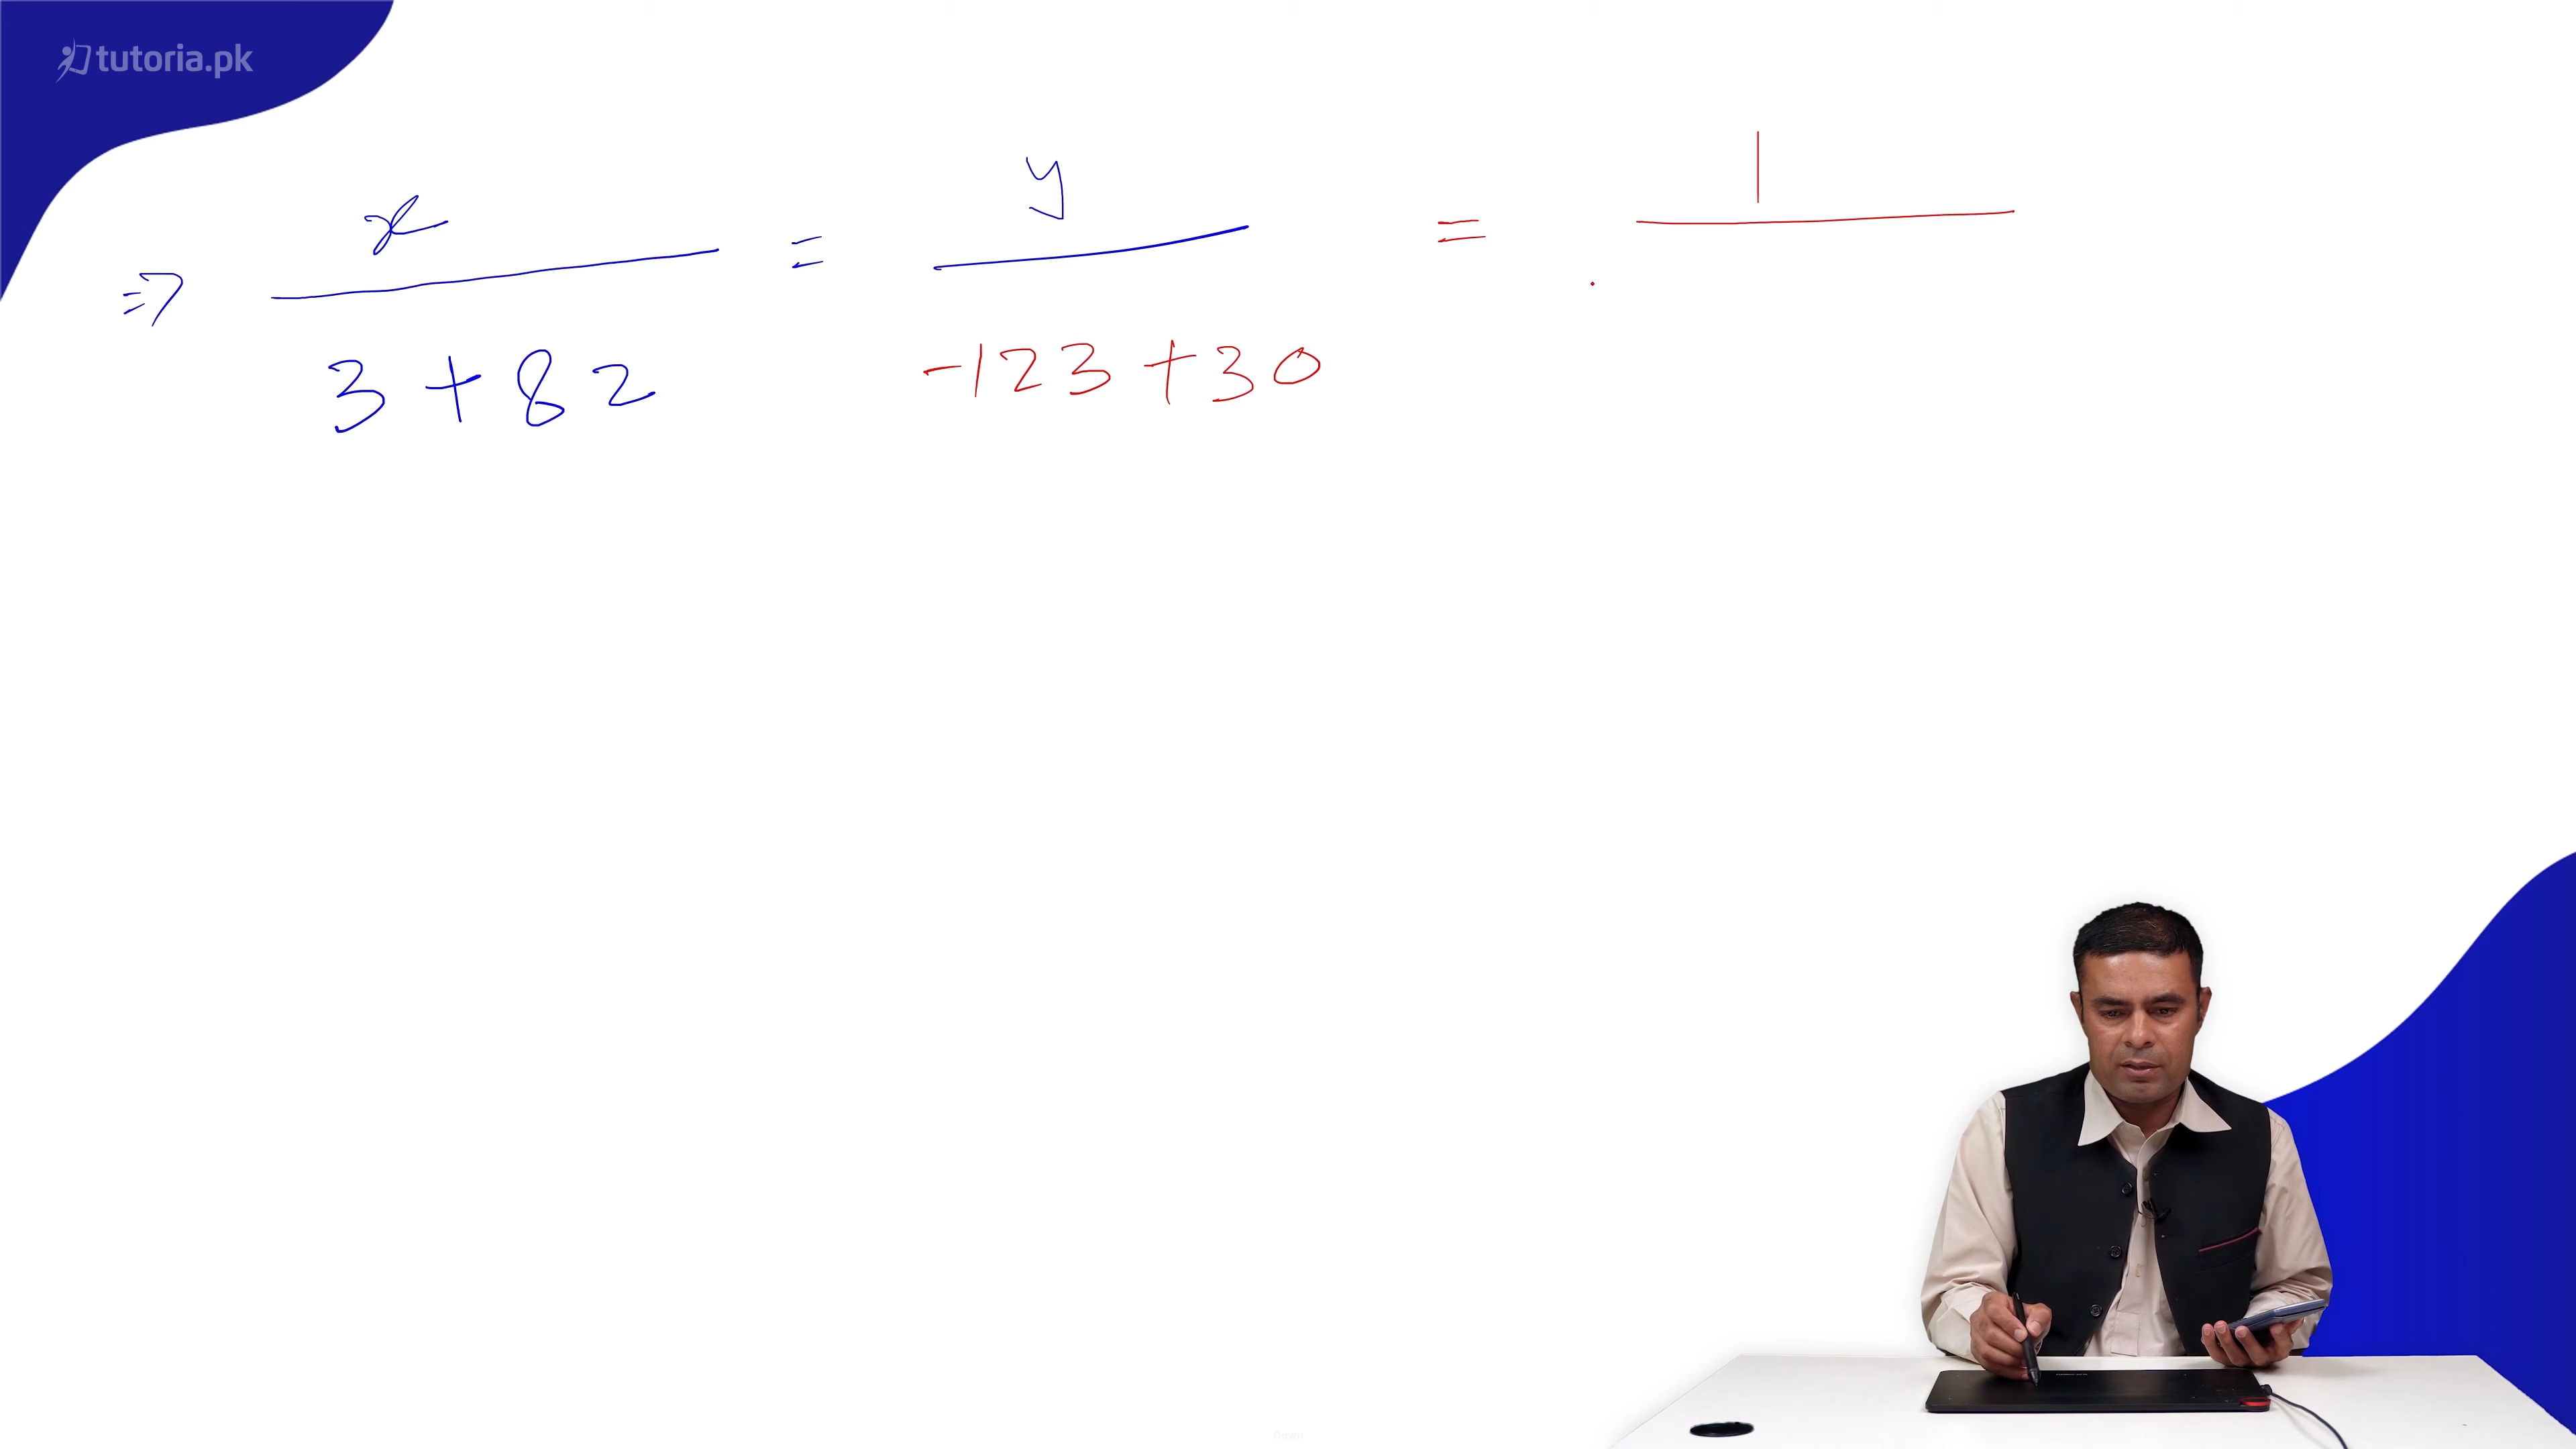 tutoria.pk
⇒ x = y = 1
3 + 82 -123 + 30